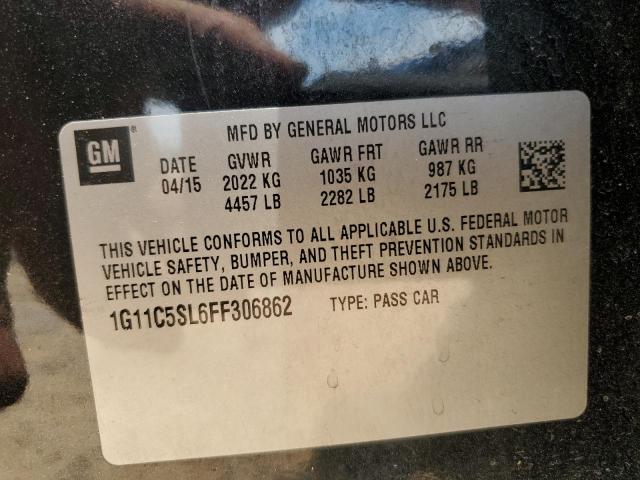 GM
MFD BY GENERAL MOTORS LLC
DATE GVWR GAWR FRT GAWR RR
04/15 2022 KG 1035 KG 987 KG
4457 LB 2282 LB 2175 LB
THIS VEHICLE CONFORMS TO ALL APPLICABLE U.S. FEDERAL MOTOR
VEHICLE SAFETY, BUMPER, AND THEFT PREVENTION STANDARDS IN
EFFECT ON THE DATE OF MANUFACTURE SHOWN ABOVE.
1G11C5SL6FF306862 TYPE: PASS CAR